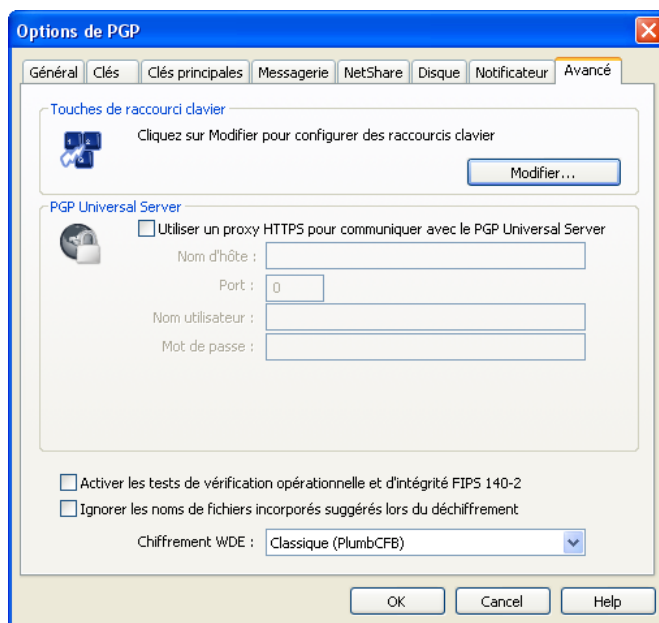 Options de PGP
Général Clés Clés principales Messagerie NetShare Disque Notificateur Avancé
Touches de raccourci clavier
Cliquez sur Modifier pour configurer des raccourcis clavier
Modifier...
PGP Universal Server
Utiliser un proxy HTTPS pour communiquer avec le PGP Universal Server
Nom d'hôte :
Port : 0
Nom utilisateur :
Mot de passe :
Activer les tests de vérification opérationnelle et d'intégrité FIPS 140-2
Ignorer les noms de fichiers incorporés suggérés lors du déchiffrement
Chiffrement WDE : Classique (PlumbCFB)
OK Cancel Help